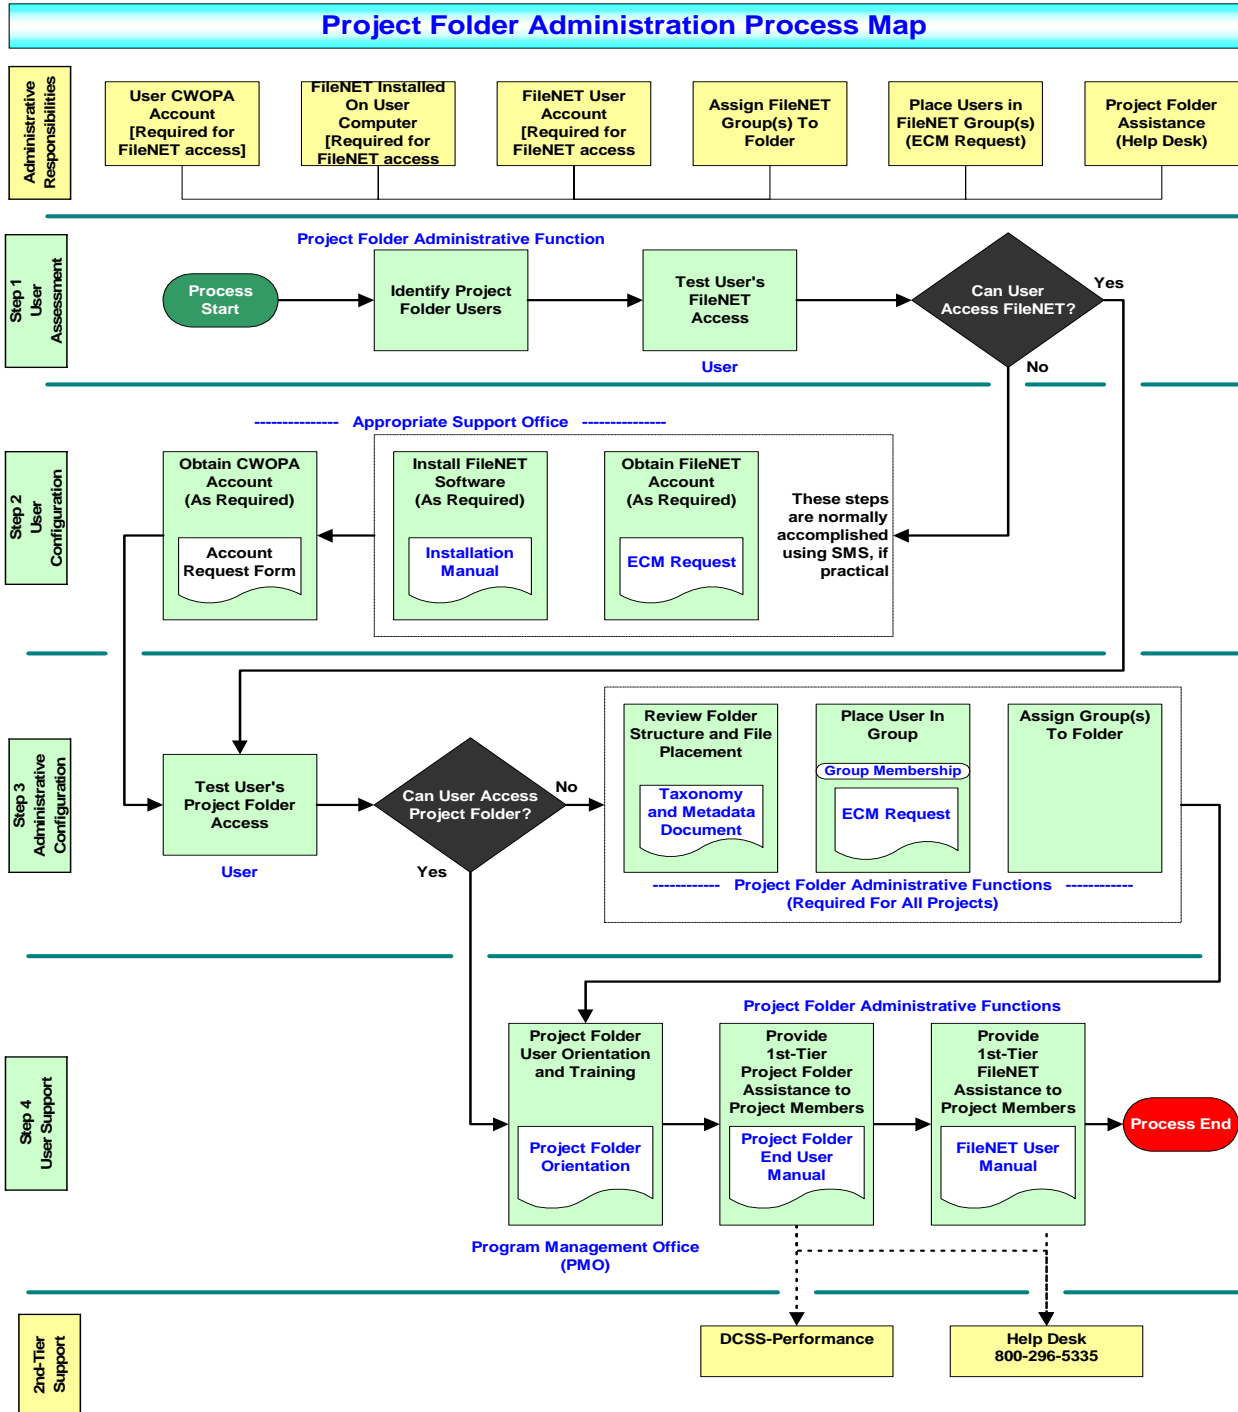 Project Folder Administration Process Map
Administrative
Responsibilities
User CWOPA
Account
[Required for
FileNET access]
FileNET Installed
On User
Computer
[Required for
FileNET access
FileNET User
Account
[Required for
FileNET access
Assign FileNET
Group(s) To
Folder
Place Users in
FileNET Group(s)
(ECM Request)
Project Folder
Assistance
(Help Desk)
Step 1
User
Assessment
Project Folder Administrative Function
Process
Start
Identify Project
Folder Users
Test User's
FileNET
Access
User
Can User
Access FileNET?
Yes
No
Step 2
User
Configuration
--------------- Appropriate Support Office ---------------
Obtain CWOPA
Account
(As Required)
Account
Request Form
Install FileNET
Software
(As Required)
Installation
Manual
Obtain FileNET
Account
(As Required)
ECM Request
These steps
are normally
accomplished
using SMS, if
practical
Step 3
Administrative
Configuration
Test User's
Project Folder
Access
User
Can User Access
Project Folder?
No
Yes
Review Folder
Structure and File
Placement
Taxonomy
and Metadata
Document
Place User In
Group
Group Membership
ECM Request
Assign Group(s)
To Folder
------------ Project Folder Administrative Functions ------------
(Required For All Projects)
Step 4
User Support
Project Folder Administrative Functions
Project Folder
User Orientation
and Training
Project Folder
Orientation
Provide
1st-Tier
Project Folder
Assistance to
Project Members
Project Folder
End User
Manual
Provide
1st-Tier
FileNET
Assistance to
Project Members
FileNET User
Manual
Process End
Program Management Office
(PMO)
2nd-Tier
Support
DCSS-Performance
Help Desk
800-296-5335